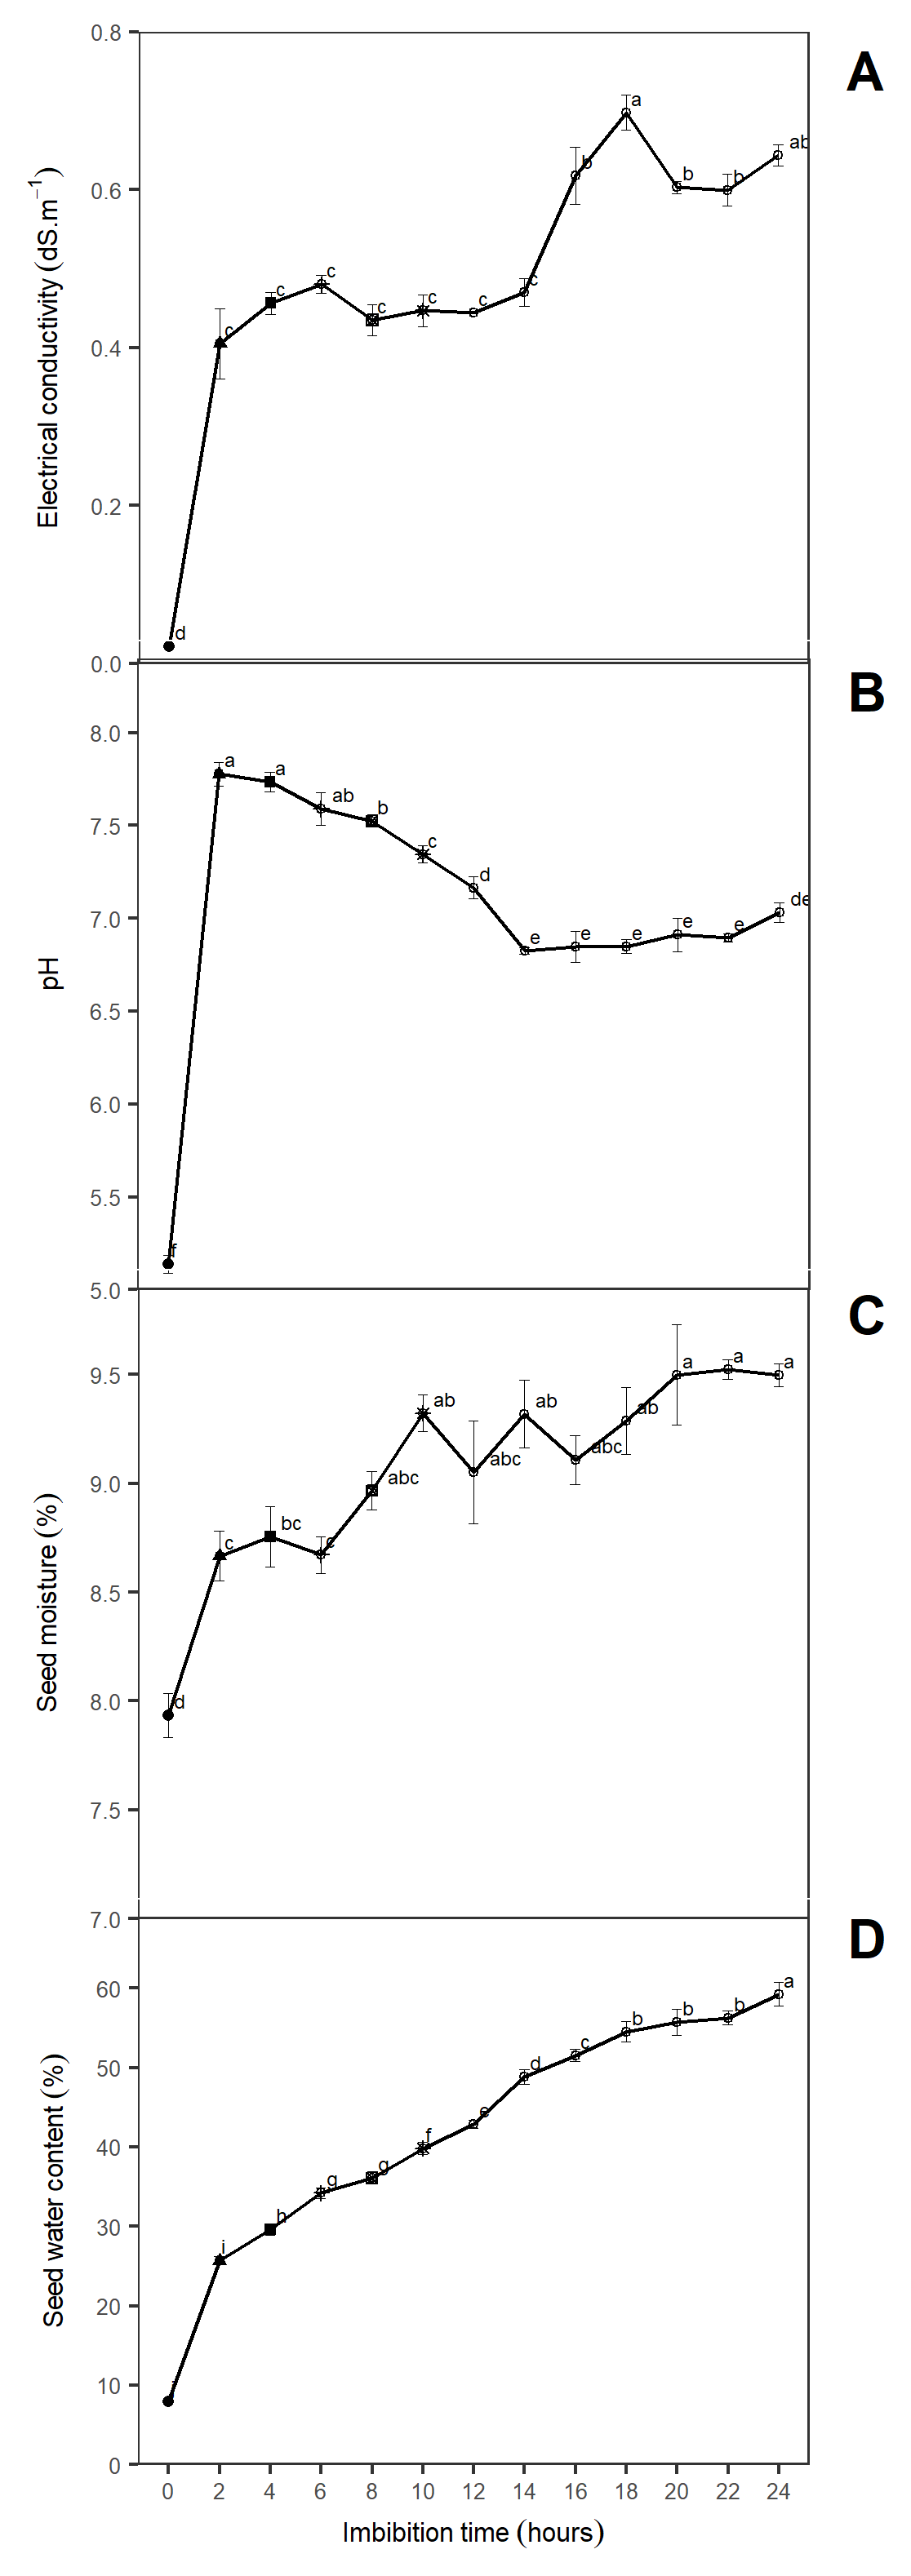 A
Electrical conductivity (dS.m⁻¹)
0.8
0.6
0.4
0.2
0.0
d
c
c
c
c
c
c
c
b
a
b
b
ab
B
pH
8.0
7.5
7.0
6.5
6.0
5.5
5.0
f
a
a
ab
b
c
d
e
e
e
e
e
de
C
Seed moisture (%)
9.5
9.0
8.5
8.0
7.5
7.0
d
c
bc
c
abc
ab
abc
ab
abc
ab
a
a
a
D
Seed water content (%)
60
50
40
30
20
10
0
i
h
g
g
f
e
d
c
b
b
b
a
0 2 4 6 8 10 12 14 16 18 20 22 24
Imbibition time (hours)